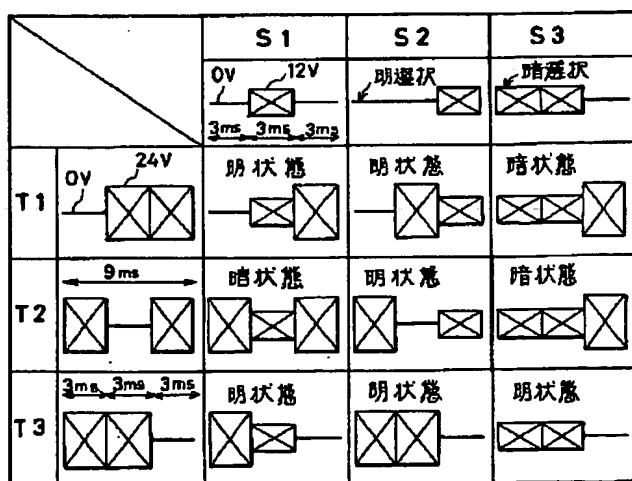 S1 S2 S3
0V 12V 明選択 暗選択
3ms 3ms 3ms
24V 明状態 明状態 暗状態
T1 0V
9ms 暗状態 明状態 暗状態
T2
3ms 3ms 3ms 明状態 明状態 明状態
T3